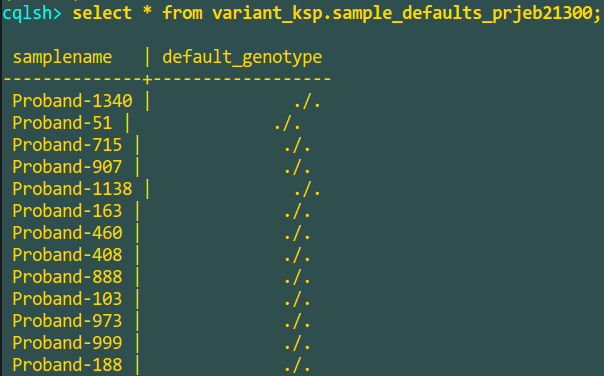 cqlsh> select * from variant_ksp.sample_defaults_prjeb21300;
samplename | default_genotype
--------------+------------------
Proband-1340 | ./.
Proband-51 | ./.
Proband-715 | ./.
Proband-907 | ./.
Proband-1138 | ./.
Proband-163 | ./.
Proband-460 | ./.
Proband-408 | ./.
Proband-888 | ./.
Proband-103 | ./.
Proband-973 | ./.
Proband-999 | ./.
Proband-188 | ./.